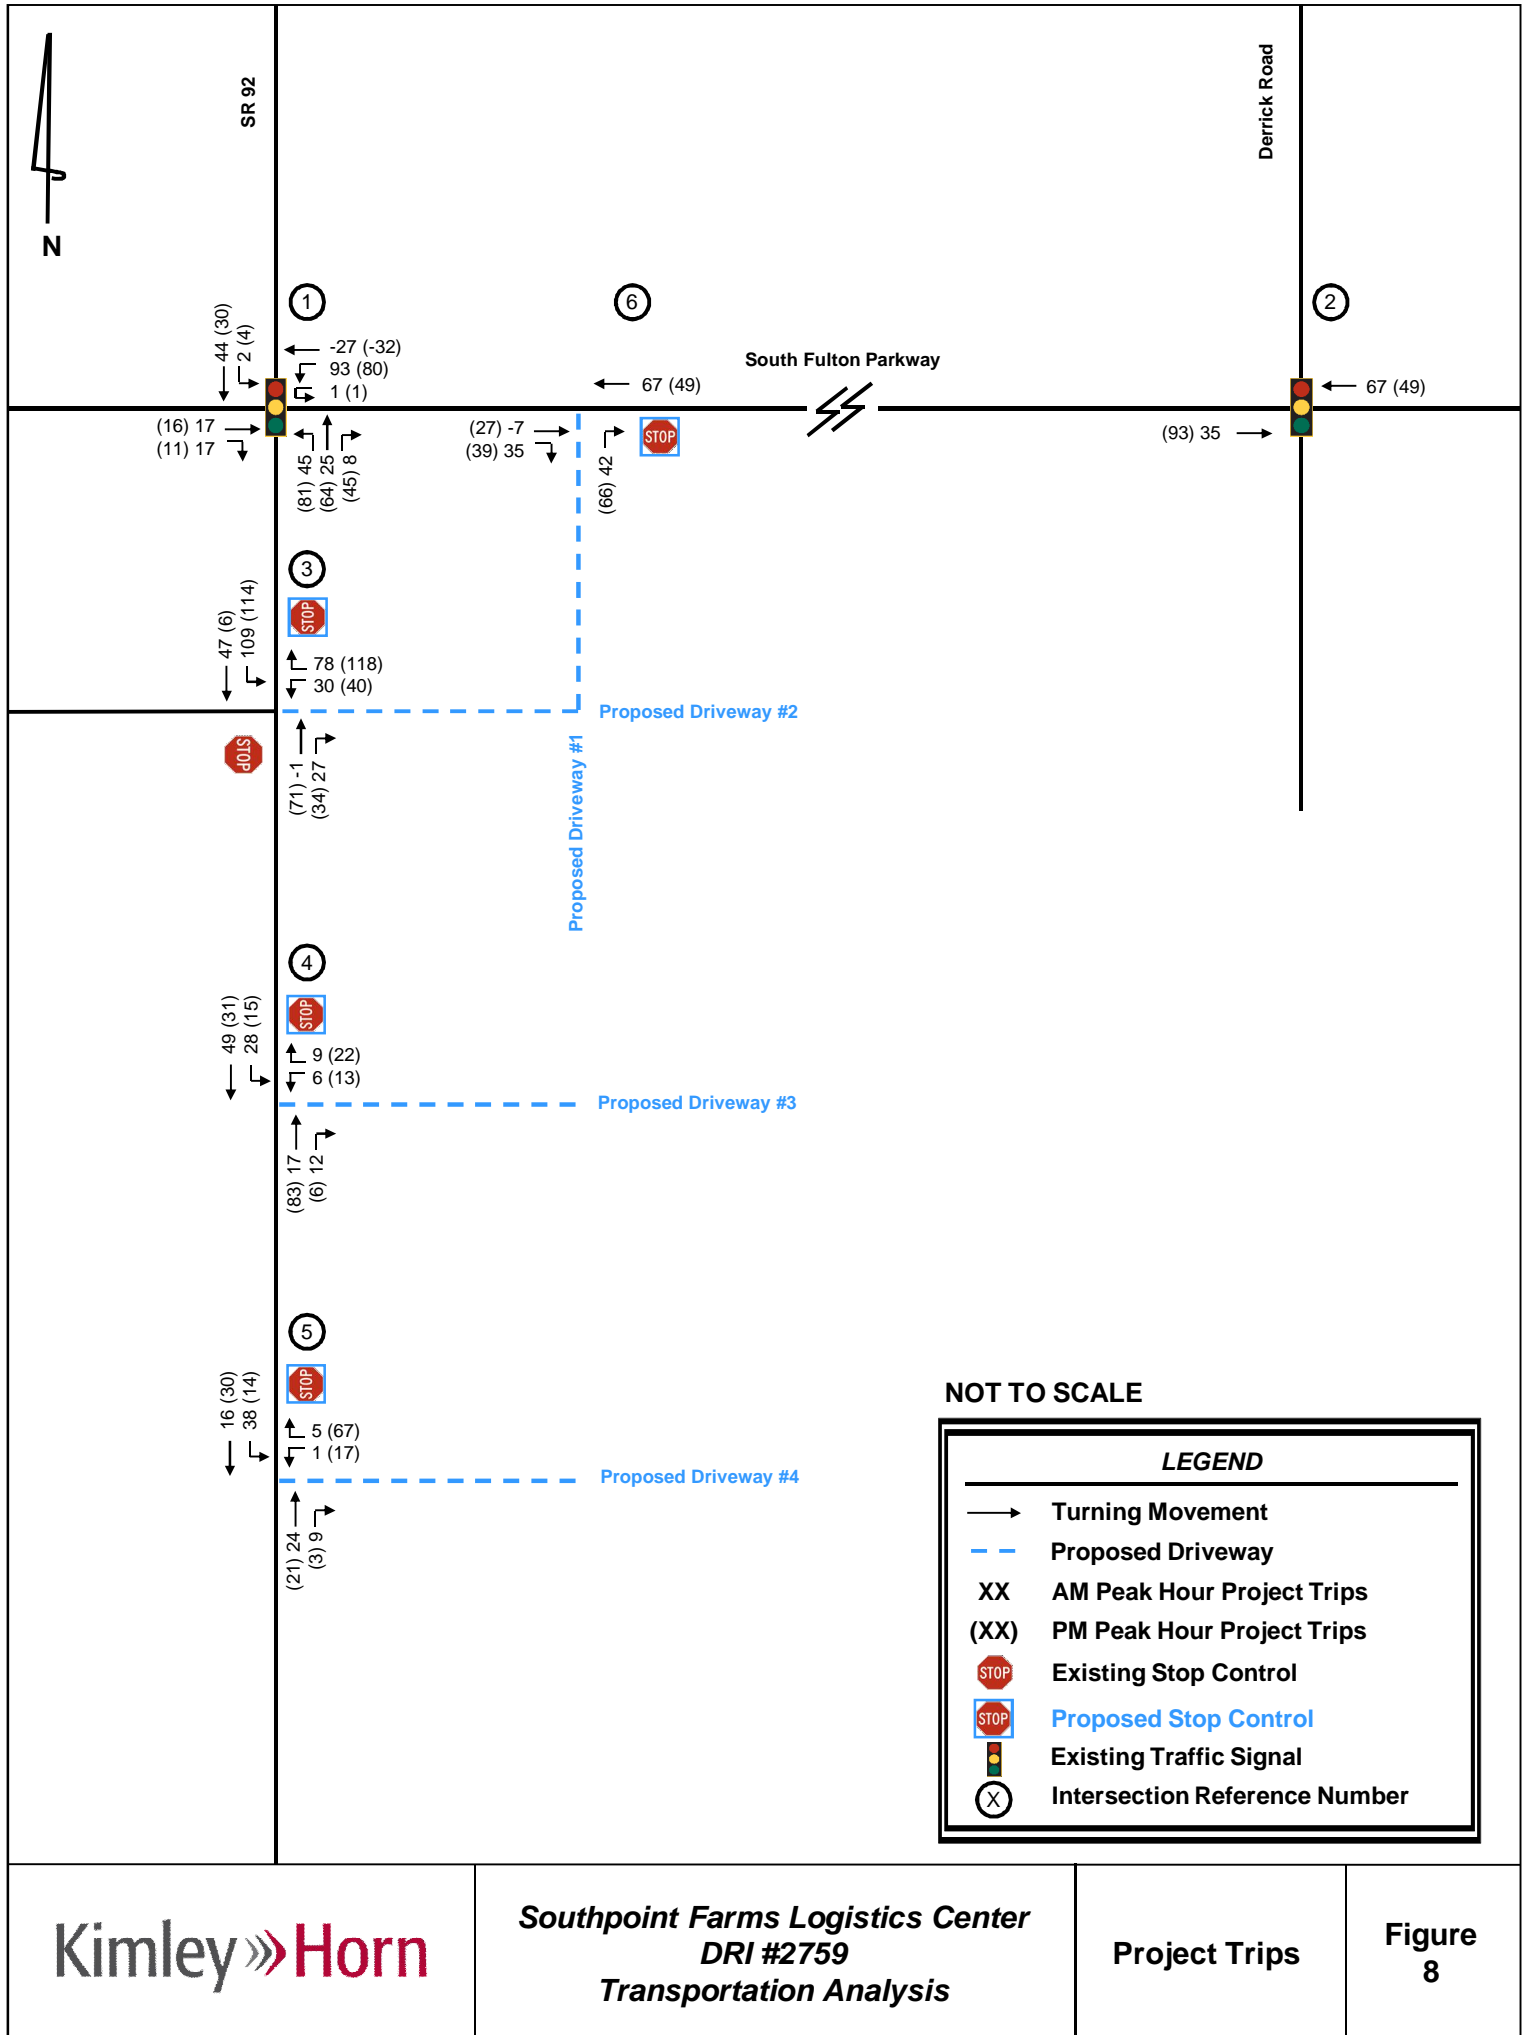 SR 92
Derrick Road
N
1
6
2
44 (30)
2 (4)
-27 (-32)
93 (80)
1 (1)
South Fulton Parkway
67 (49)
67 (49)
(16) 17
(11) 17
(81) 45
(64) 25
(45) 8
(27) -7
(39) 35
(66) 42
STOP
(93) 35
3
STOP
47 (6)
109 (114)
78 (118)
30 (40)
Proposed Driveway #2
STOP
(71) -1
(34) 27
Proposed Driveway #1
4
STOP
49 (31)
28 (15)
9 (22)
6 (13)
Proposed Driveway #3
(83) 17
(6) 12
5
STOP
16 (30)
38 (14)
5 (67)
1 (17)
Proposed Driveway #4
(21) 24
(3) 9
NOT TO SCALE
LEGEND
Turning Movement
Proposed Driveway
XX AM Peak Hour Project Trips
(XX) PM Peak Hour Project Trips
STOP Existing Stop Control
STOP Proposed Stop Control
Existing Traffic Signal
X Intersection Reference Number
Kimley»Horn
Southpoint Farms Logistics Center
DRI #2759
Transportation Analysis
Project Trips
Figure
8